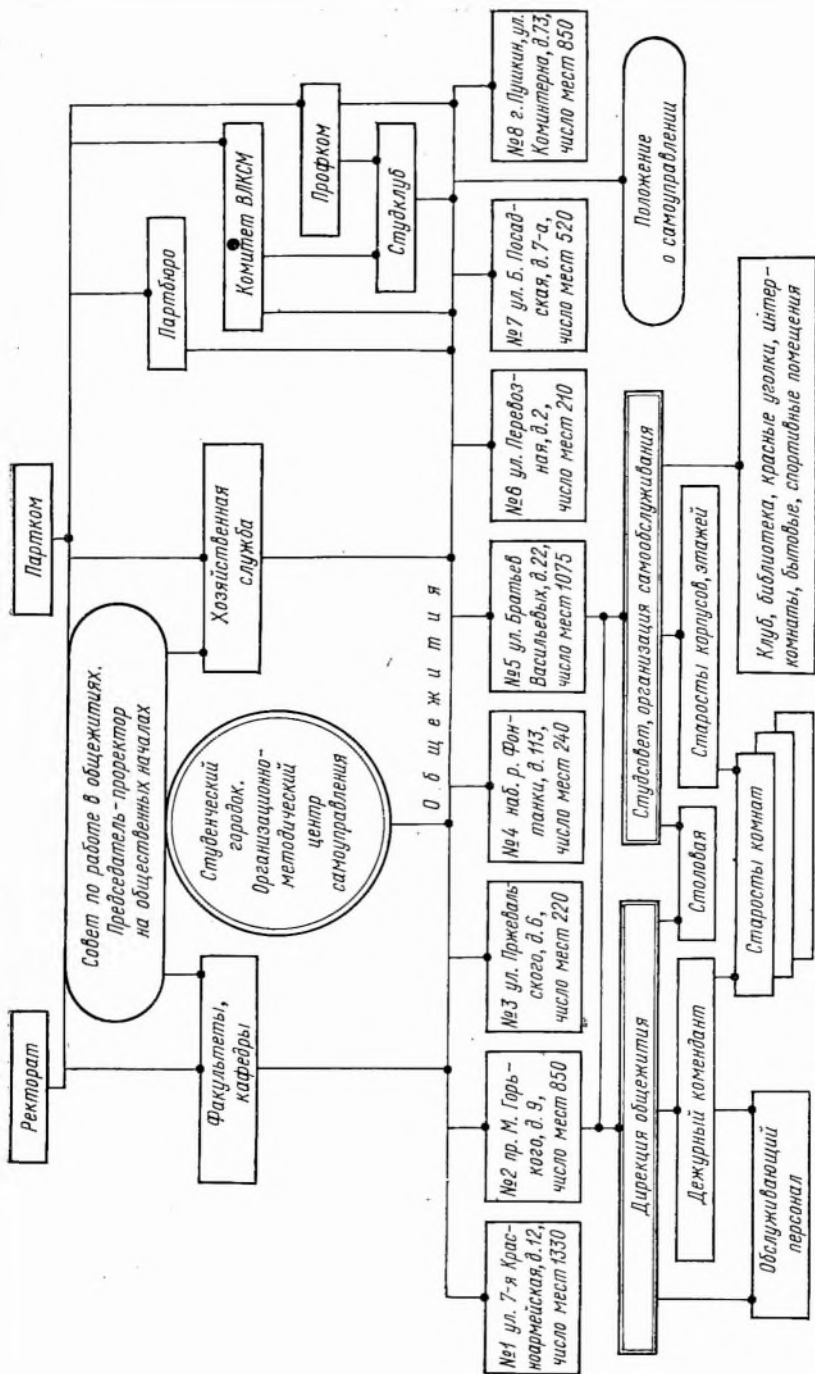 Ректорат
Партком
Совет по работе в общежитиях.
Председатель-проректор
на общественных началах
Факультеты,
кафедры
Студенческий
городок.
Организационно-
методический
центр
самоуправления
Хозяйственная
служба
Партбюро
Комитет ВЛКСМ
Профком
Студклуб
Общежития
№1 ул. 7-я Крас-
ноармейская, д.12,
число мест 1330
№2 пр. М. Горь-
кого, д. 9,
число мест 850
№3 ул. Пржеваль-
ского, д. 6,
число мест 220
№4 наб. р. Фон-
танки, д. 113,
число мест 240
№5 ул. Братьев
Васильевых, д.22,
число мест 1075
№6 ул. Перевоз-
ная, д.2,
число мест 210
№7 ул. Б. Посад-
ская, д.7-а,
число мест 520
№8 г. Пушкин, ул.
Коминтерна, д.73,
число мест 850
Дирекция общежития
Студсовет, организация самообслуживания
Положение
о самоуправлении
Дежурный комендант
Столовая
Старосты корпусов, этажей
Обслуживающий
персонал
Старосты комнат
Клуб, библиотека, красные уголки, интер-
комнаты, бытовые, спортивные помещения